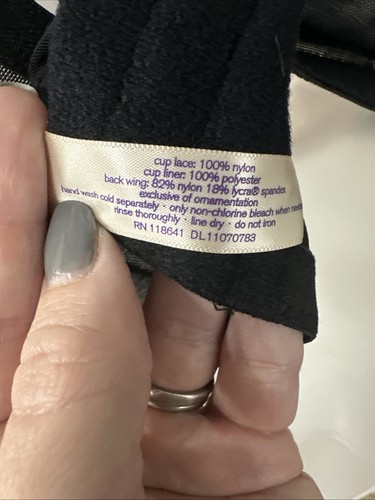 cup lace: 100% nylon
cup liner: 100% polyester
back wing: 82% nylon 18% lycra® spandex
exclusive of ornamentation
hand wash cold separately · only non-chlorine bleach when
rinse thoroughly · line dry · do not iron
RN 118641 DL11070783